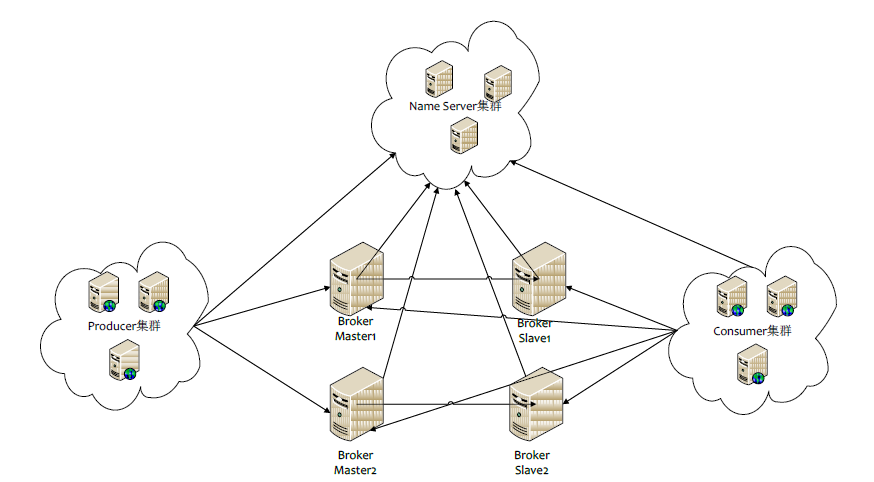 Name Server集群
Producer集群
Broker
Master1
Broker
Slave1
Consumer集群
Broker
Master2
Broker
Slave2